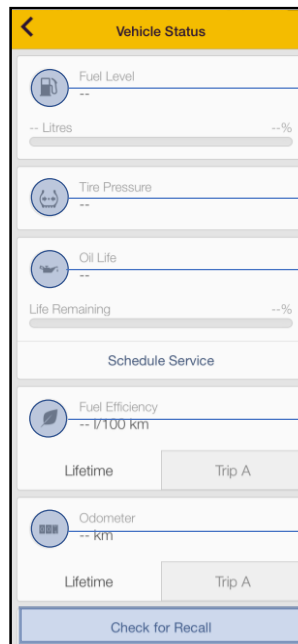 Vehicle Status
Fuel Level
--
-- Litres --%
Tire Pressure
--
Oil Life
--
Life Remaining --%
Schedule Service
Fuel Efficiency
-- l/100 km
Lifetime Trip A
Odometer
-- km
Lifetime Trip A
Check for Recall